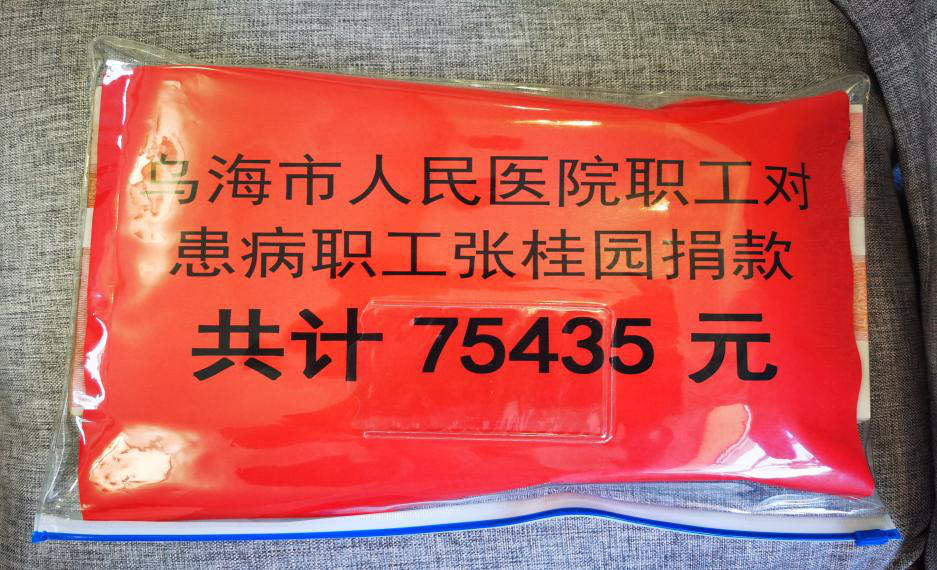 乌海市人民医院职工对
患病职工张桂园捐款
共计 75435 元